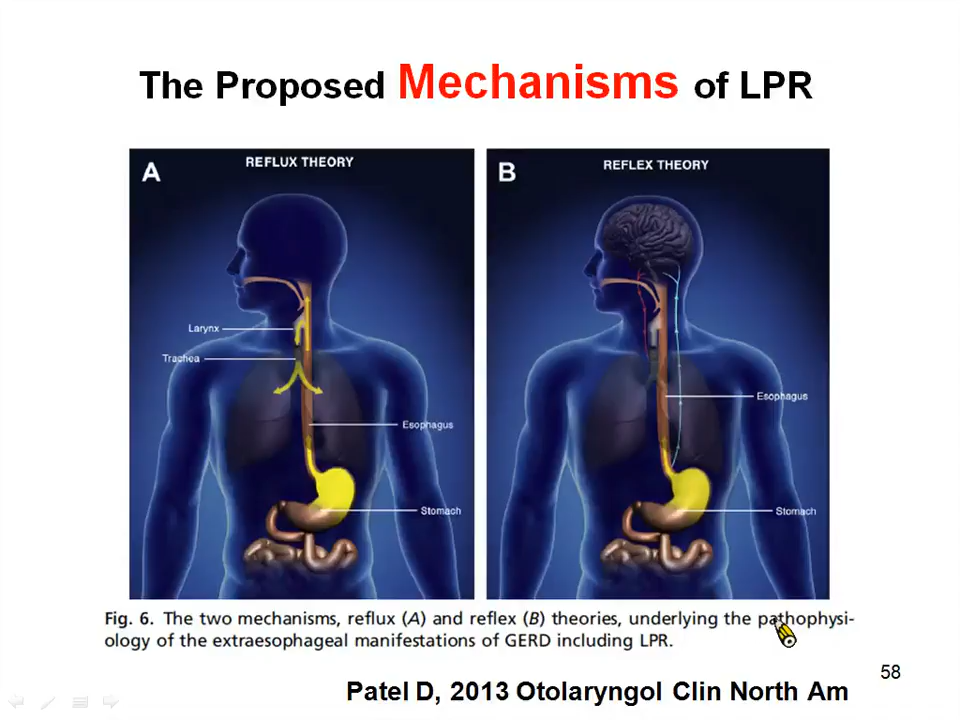 The Proposed Mechanisms of LPR
A
REFLUX THEORY
Larynx
Trachea
Esophagus
Stomach
B
REFLEX THEORY
Esophagus
Stomach
Fig. 6. The two mechanisms, reflux (A) and reflex (B) theories, underlying the pathophysi-
ology of the extraesophageal manifestations of GERD including LPR.
58
Patel D, 2013 Otolaryngol Clin North Am